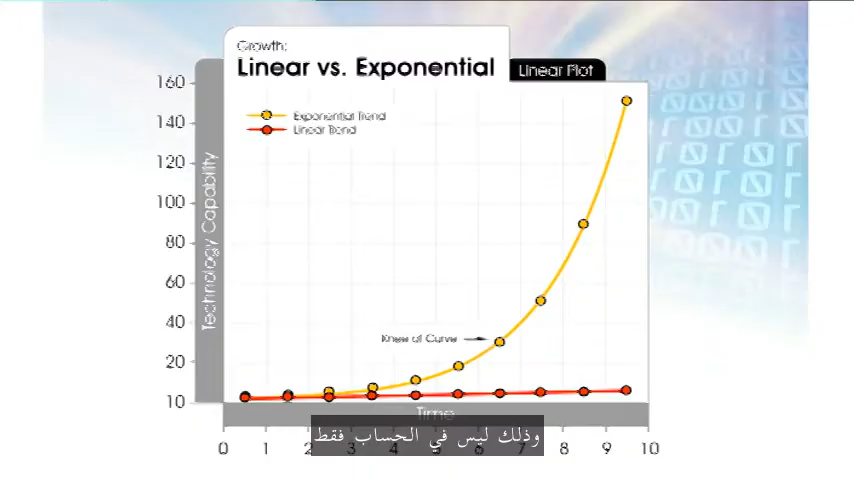 Growth:
Linear vs. Exponential
Linear Plot
Exponential Trend
Linear Trend
Technology Capability
160
140
120
100
80
60
40
20
10
Knee of Curve
Time
0 1 2 3 4 5 6 7 8 9 10
وذلك ليس في الحساب فقط